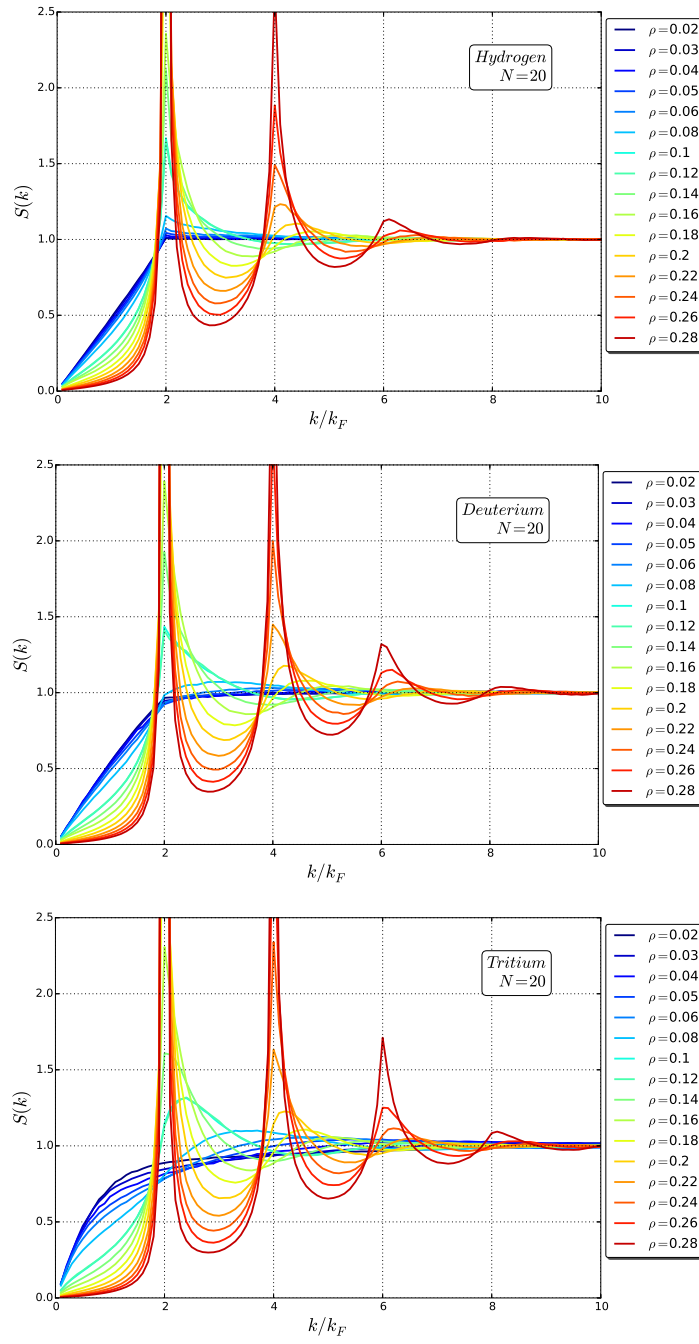 2.5
2.0
1.5
1.0
0.5
0.0
S(k)
0
2
4
6
8
10
k/k_F
Hydrogen
N=20
ρ=0.02
ρ=0.03
ρ=0.04
ρ=0.05
ρ=0.06
ρ=0.08
ρ=0.1
ρ=0.12
ρ=0.14
ρ=0.16
ρ=0.18
ρ=0.2
ρ=0.22
ρ=0.24
ρ=0.26
ρ=0.28
2.5
2.0
1.5
1.0
0.5
0.0
S(k)
0
2
4
6
8
10
k/k_F
Deuterium
N=20
ρ=0.02
ρ=0.03
ρ=0.04
ρ=0.05
ρ=0.06
ρ=0.08
ρ=0.1
ρ=0.12
ρ=0.14
ρ=0.16
ρ=0.18
ρ=0.2
ρ=0.22
ρ=0.24
ρ=0.26
ρ=0.28
2.5
2.0
1.5
1.0
0.5
0.0
S(k)
0
2
4
6
8
10
k/k_F
Tritium
N=20
ρ=0.02
ρ=0.03
ρ=0.04
ρ=0.05
ρ=0.06
ρ=0.08
ρ=0.1
ρ=0.12
ρ=0.14
ρ=0.16
ρ=0.18
ρ=0.2
ρ=0.22
ρ=0.24
ρ=0.26
ρ=0.28